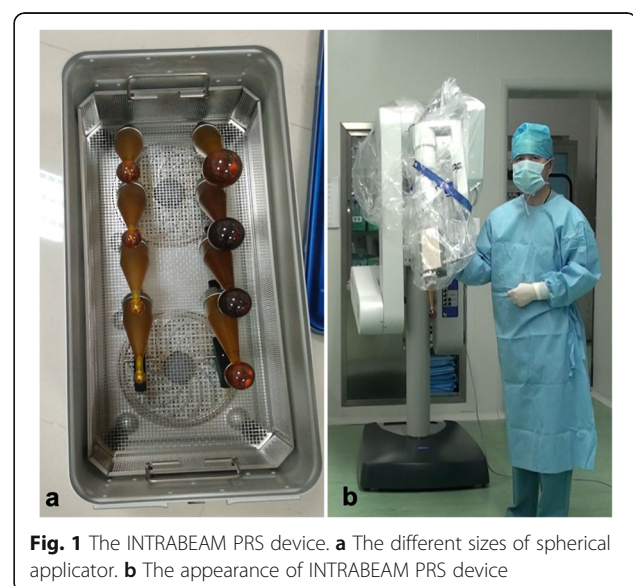 a
b
Fig. 1 The INTRABEAM PRS device. a The different sizes of spherical
applicator. b The appearance of INTRABEAM PRS device